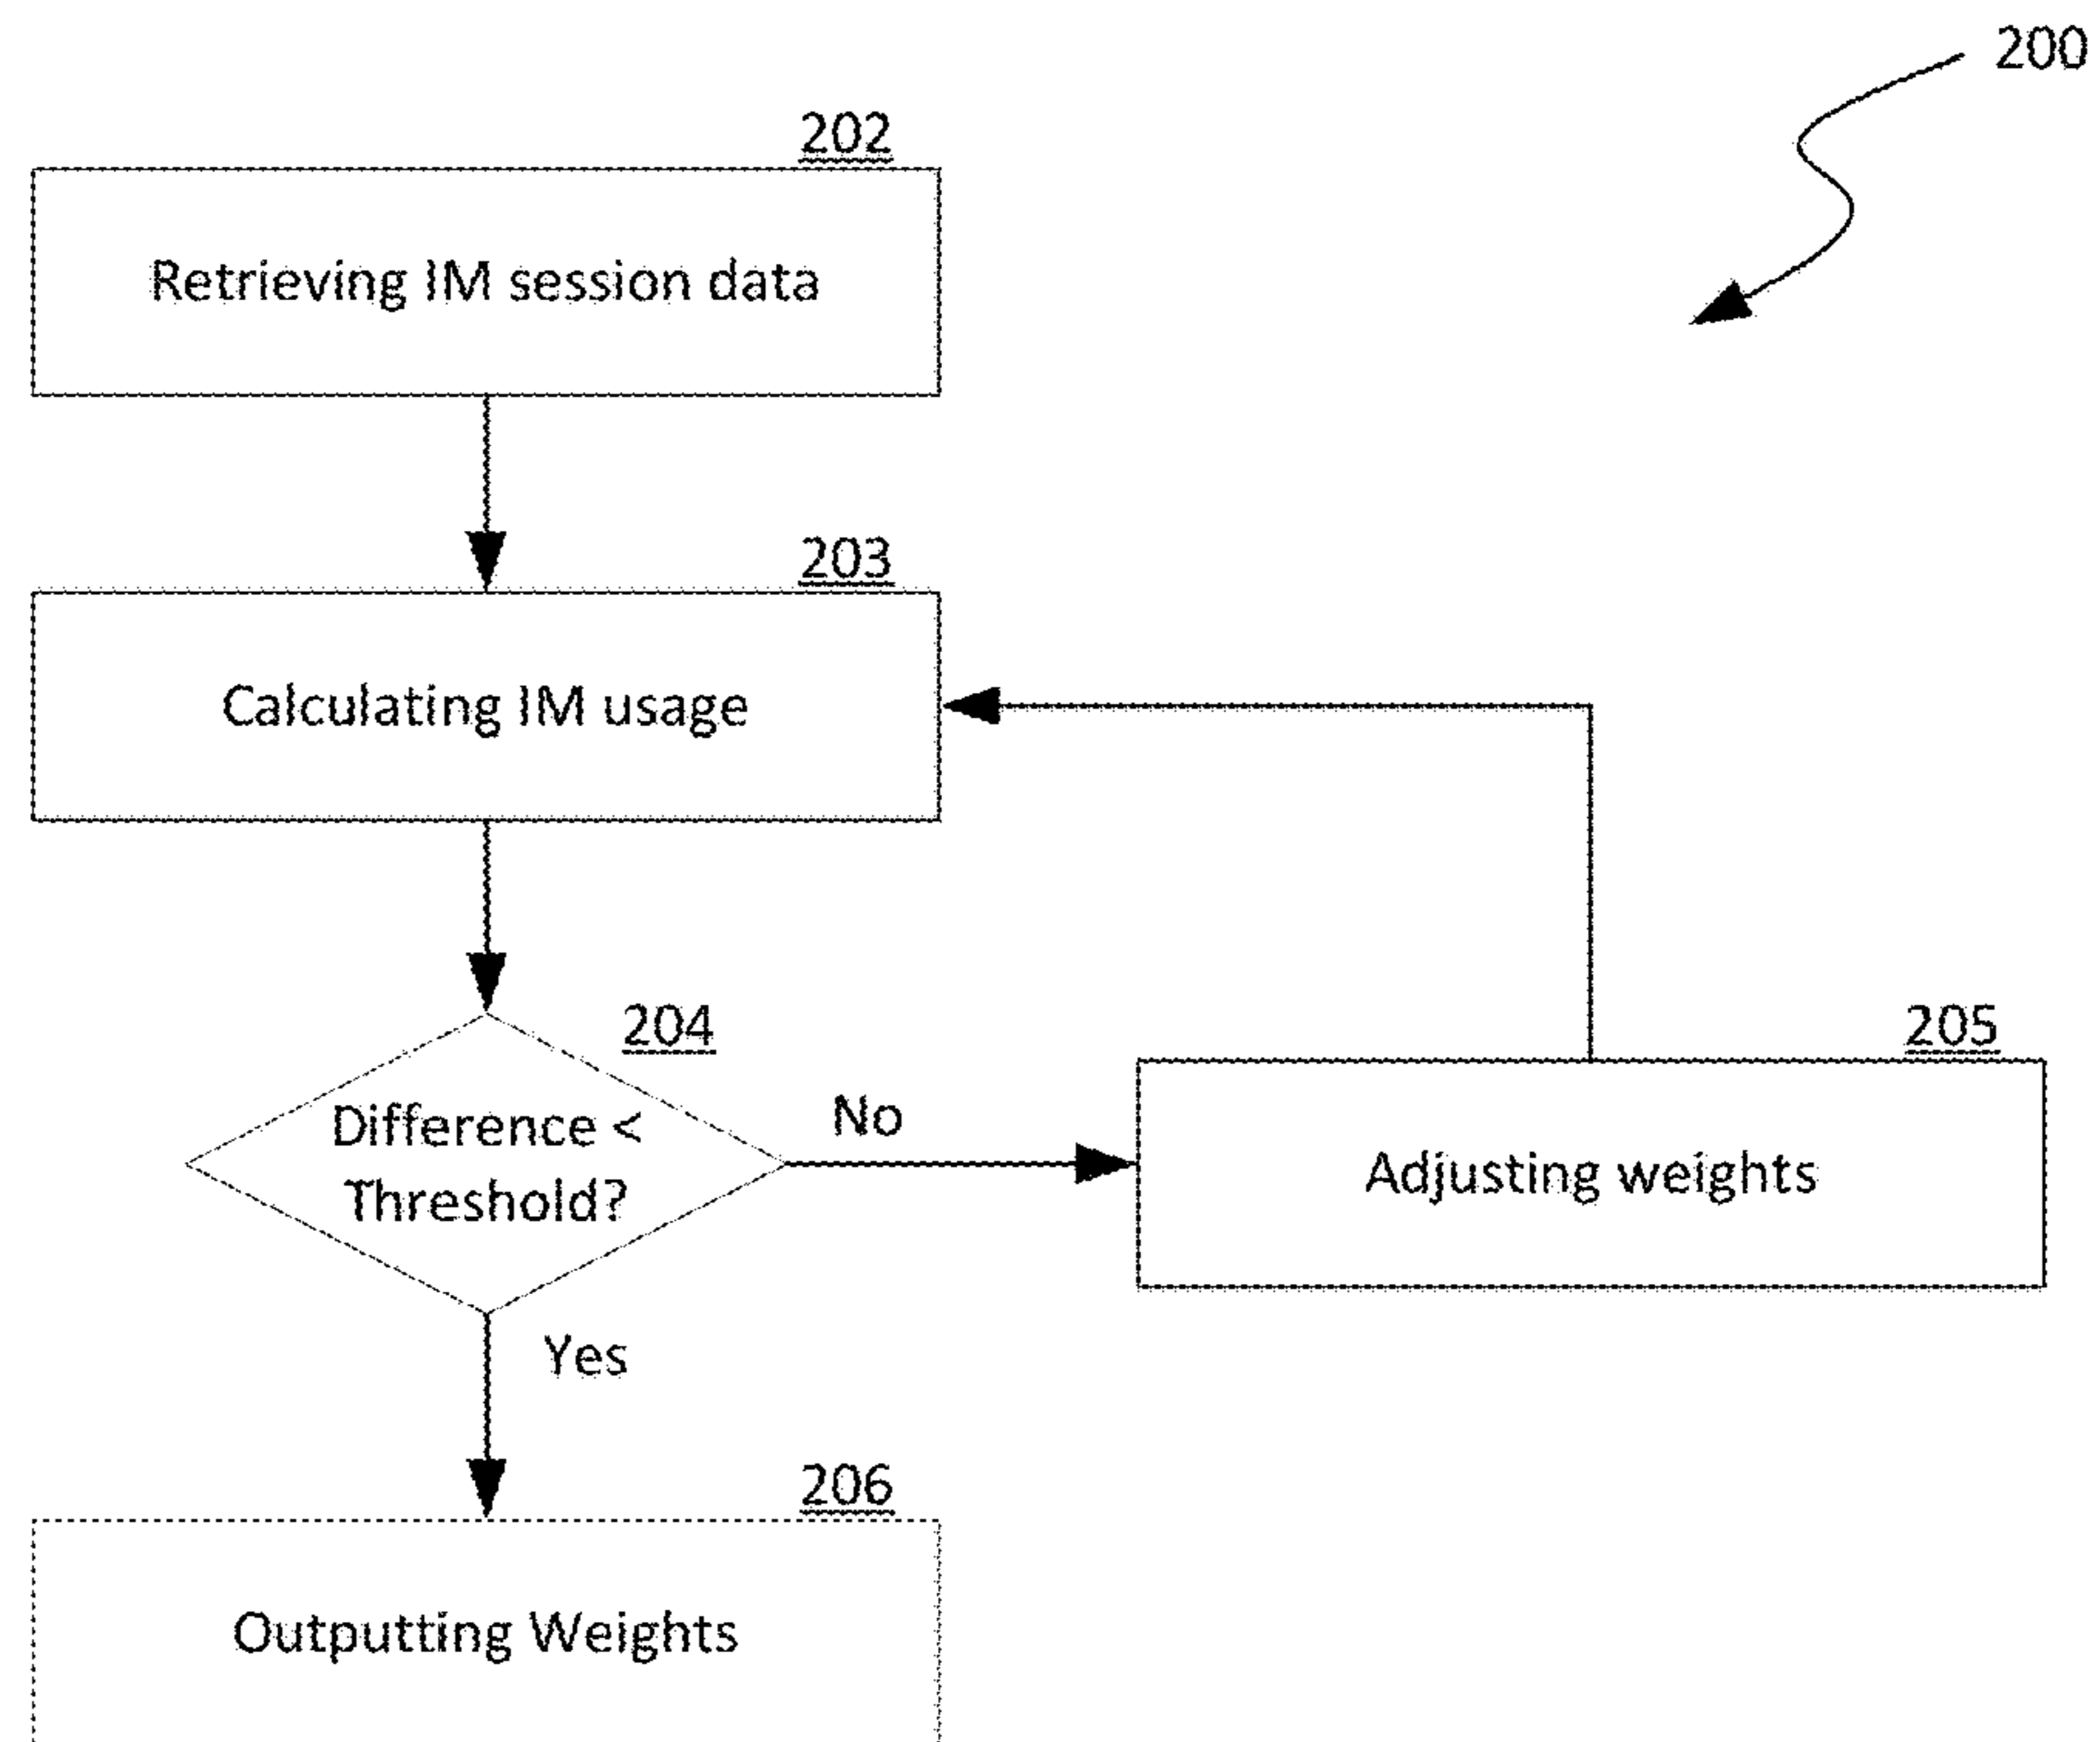 200
202
Retrieving IM session data
203
Calculating IM usage
204
Difference <
Threshold?
No
205
Adjusting weights
Yes
206
Outputting Weights